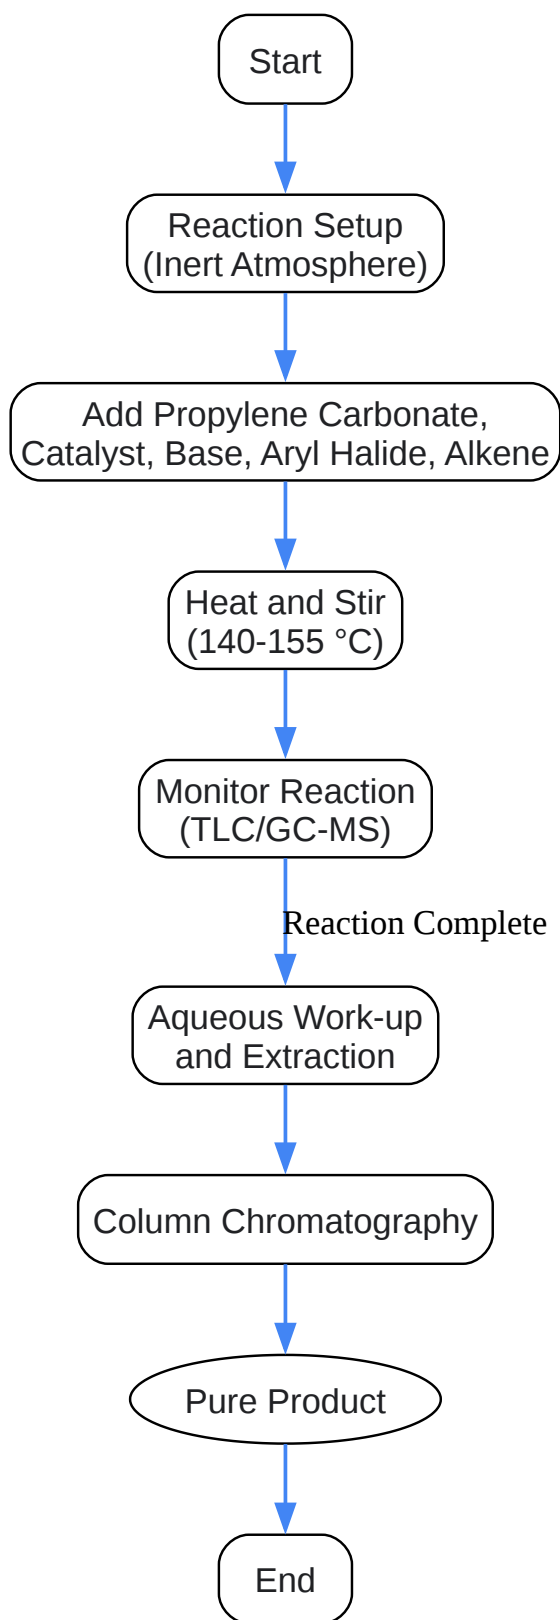 Start
Reaction Setup
(Inert Atmosphere)
Add Propylene Carbonate,
Catalyst, Base, Aryl Halide, Alkene
Heat and Stir
(140-155 °C)
Monitor Reaction
(TLC/GC-MS)
Reaction Complete
Aqueous Work-up
and Extraction
Column Chromatography
Pure Product
End